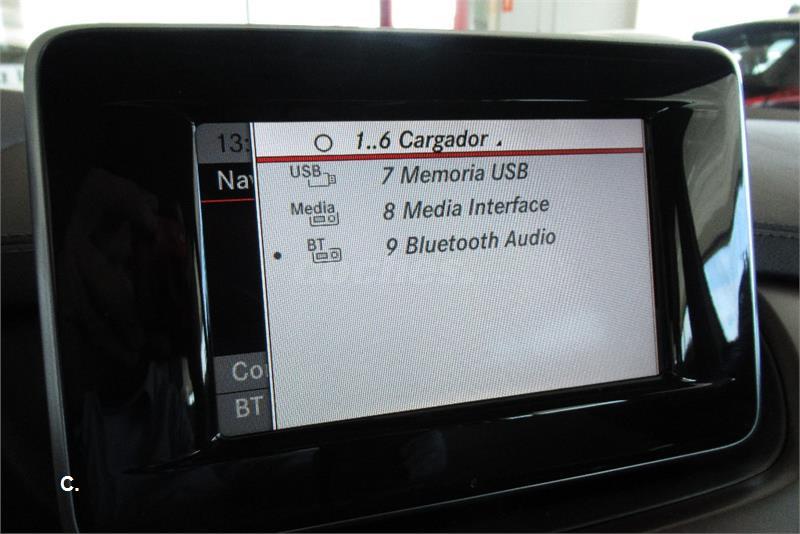 13:
1..6 Cargador
Nav
USB 7 Memoria USB
Media 8 Media Interface
BT 9 Bluetooth Audio
Co
BT
C.